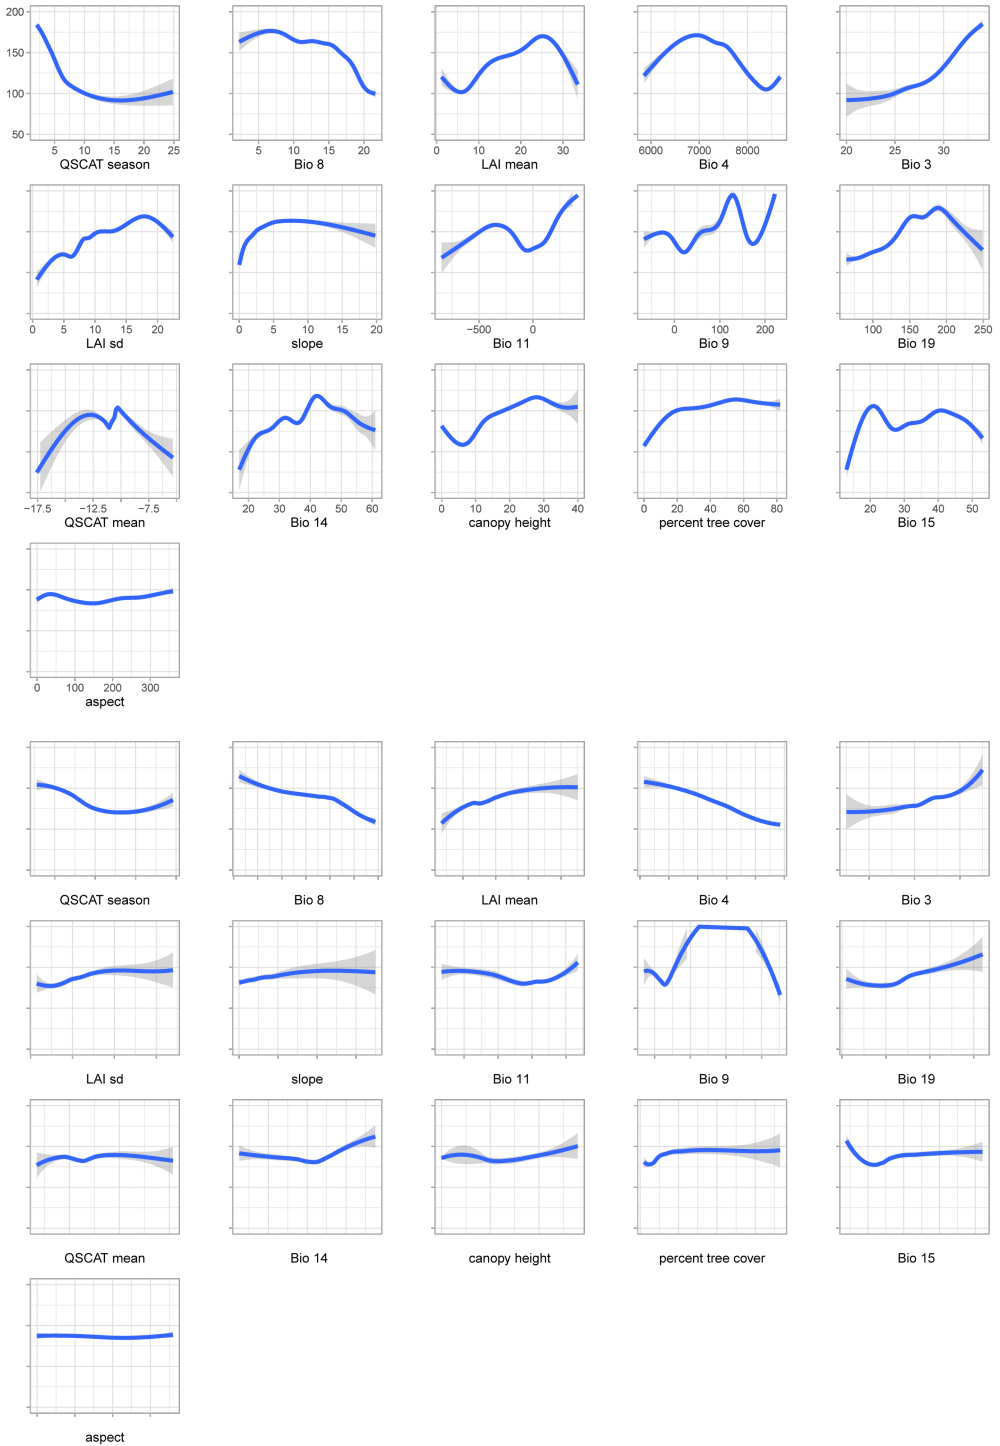 200
150
100
50
5 10 15 20 25
5 10 15 20
0 10 20 30
6000 7000 8000
20 25 30
QSCAT season Bio 8 LAI mean Bio 4 Bio 3
0 5 10 15 20
0 5 10 15 20
−500 0
0 100 200
100 150 200 250
LAI sd slope Bio 11 Bio 9 Bio 19
−17.5 −12.5 −7.5
20 30 40 50 60
0 10 20 30 40
0 20 40 60 80
20 30 40 50
QSCAT mean Bio 14 canopy height percent tree cover Bio 15
0 100 200 300
aspect
QSCAT season Bio 8 LAI mean Bio 4 Bio 3
LAI sd slope Bio 11 Bio 9 Bio 19
QSCAT mean Bio 14 canopy height percent tree cover Bio 15
aspect